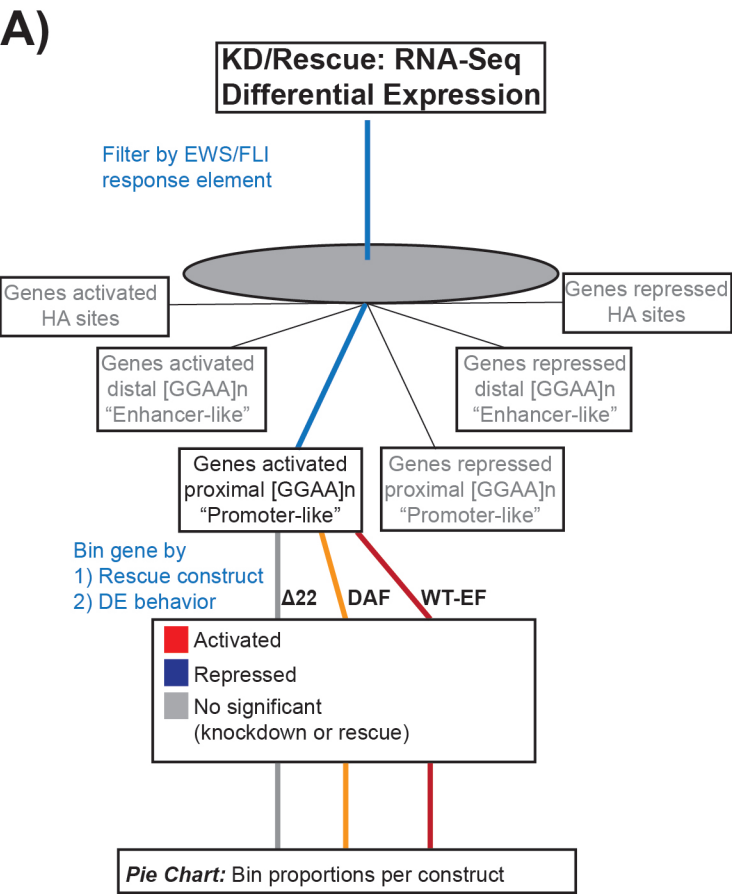 A)
KD/Rescue: RNA-Seq
Differential Expression
Filter by EWS/FLI
response element
Genes activated
HA sites
Genes repressed
HA sites
Genes activated
distal [GGAA]n
“Enhancer-like”
Genes repressed
distal [GGAA]n
“Enhancer-like”
Genes activated
proximal [GGAA]n
“Promoter-like”
Genes repressed
proximal [GGAA]n
“Promoter-like”
Bin gene by
1) Rescue construct
2) DE behavior
Δ22 DAF WT-EF
Activated
Repressed
No significant
(knockdown or rescue)
Pie Chart: Bin proportions per construct